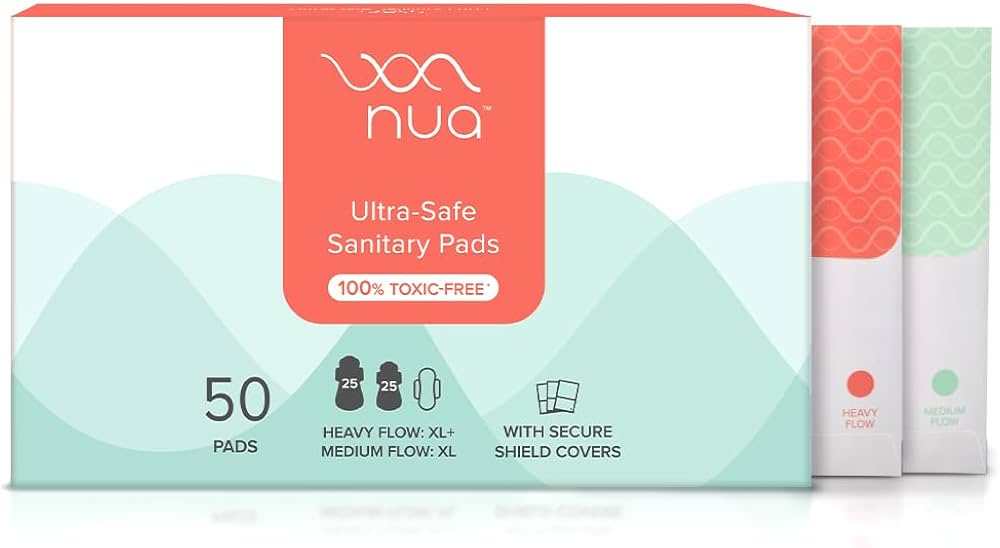 nua™
Ultra-Safe
Sanitary Pads
100% TOXIC-FREE*
50
PADS
25
25
HEAVY FLOW: XL+
MEDIUM FLOW: XL
WITH SECURE
SHIELD COVERS
HEAVY
FLOW
MEDIUM
FLOW